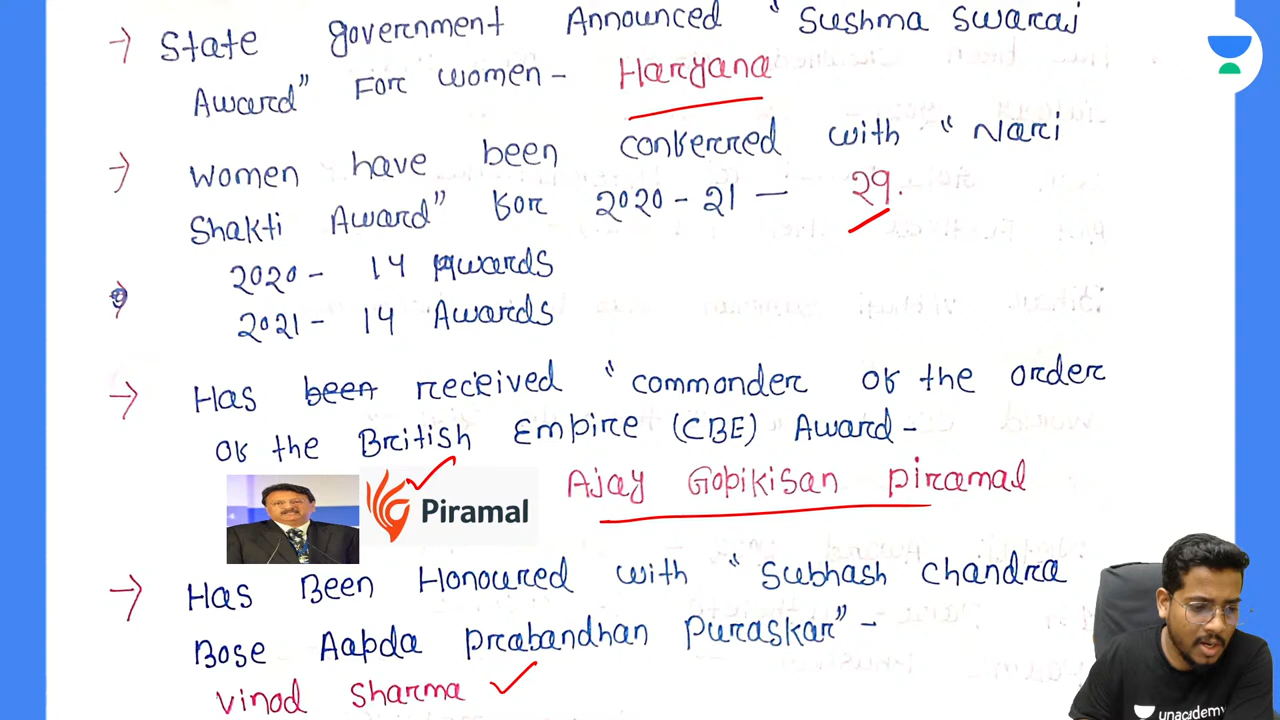 → State government Announced "Sushma Swaraj
Award" For women - Haryana
→ Women have been conferred with "Nari
Shakti Award" for 2020-21 - 29.
2020 - 14 Awards
2021 - 14 Awards
→ Has been received "commonder of the order
of the British Empire (CBE) Award -
Piramal
Ajay Gopikisan piramal
→ Has Been Honoured with "Subhash Chandra
Bose Aapda prabandhan Puraskar" -
Vinod Sharma
unacademy